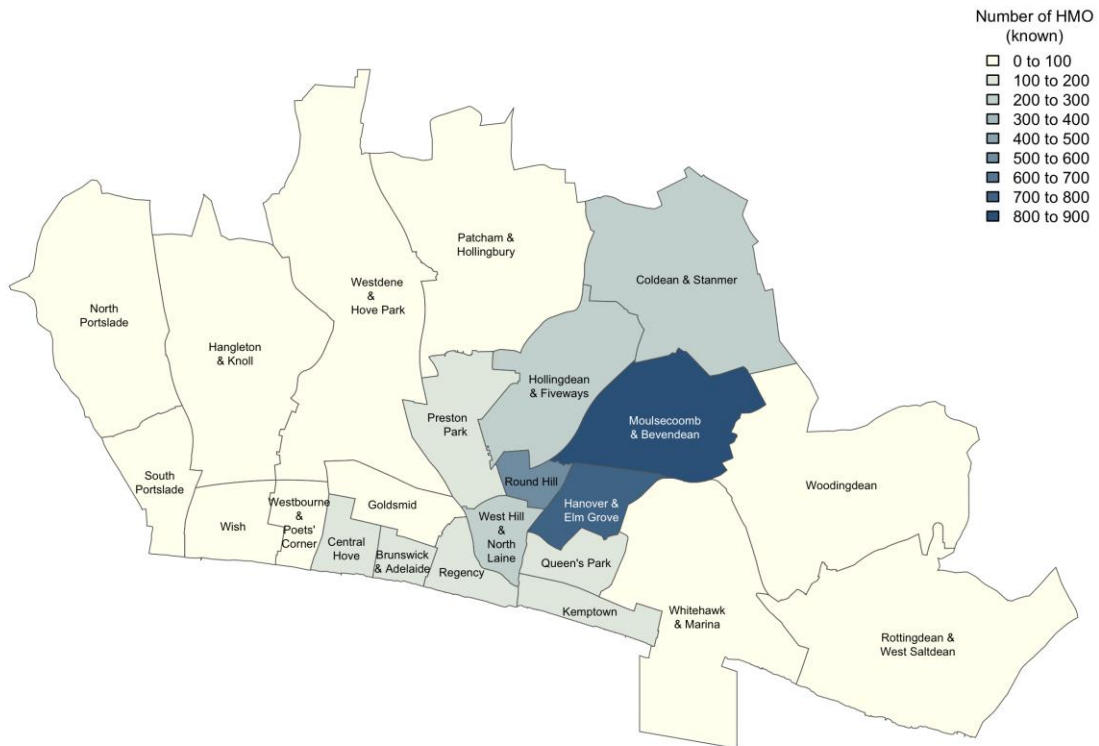 Number of HMO
(known)
0 to 100
100 to 200
200 to 300
300 to 400
400 to 500
500 to 600
600 to 700
700 to 800
800 to 900
Patcham &
Hollingbury
Coldean & Stanmer
Westdene
&
Hove Park
North
Portslade
Hangleton
& Knoll
Hollingdean
& Fiveways
Preston
Park
Moulsecoomb
& Bevendean
South
Portslade
Round Hill
Woodingdean
Westbourne
&
Poets'
Corner
Goldsmid
Hanover &
Elm Grove
Wish
West Hill
&
North
Laine
Central
Hove
Brunswick
& Adelaide
Regency
Queen's Park
Kemptown
Whitehawk
& Marina
Rottingdean &
West Saltdean